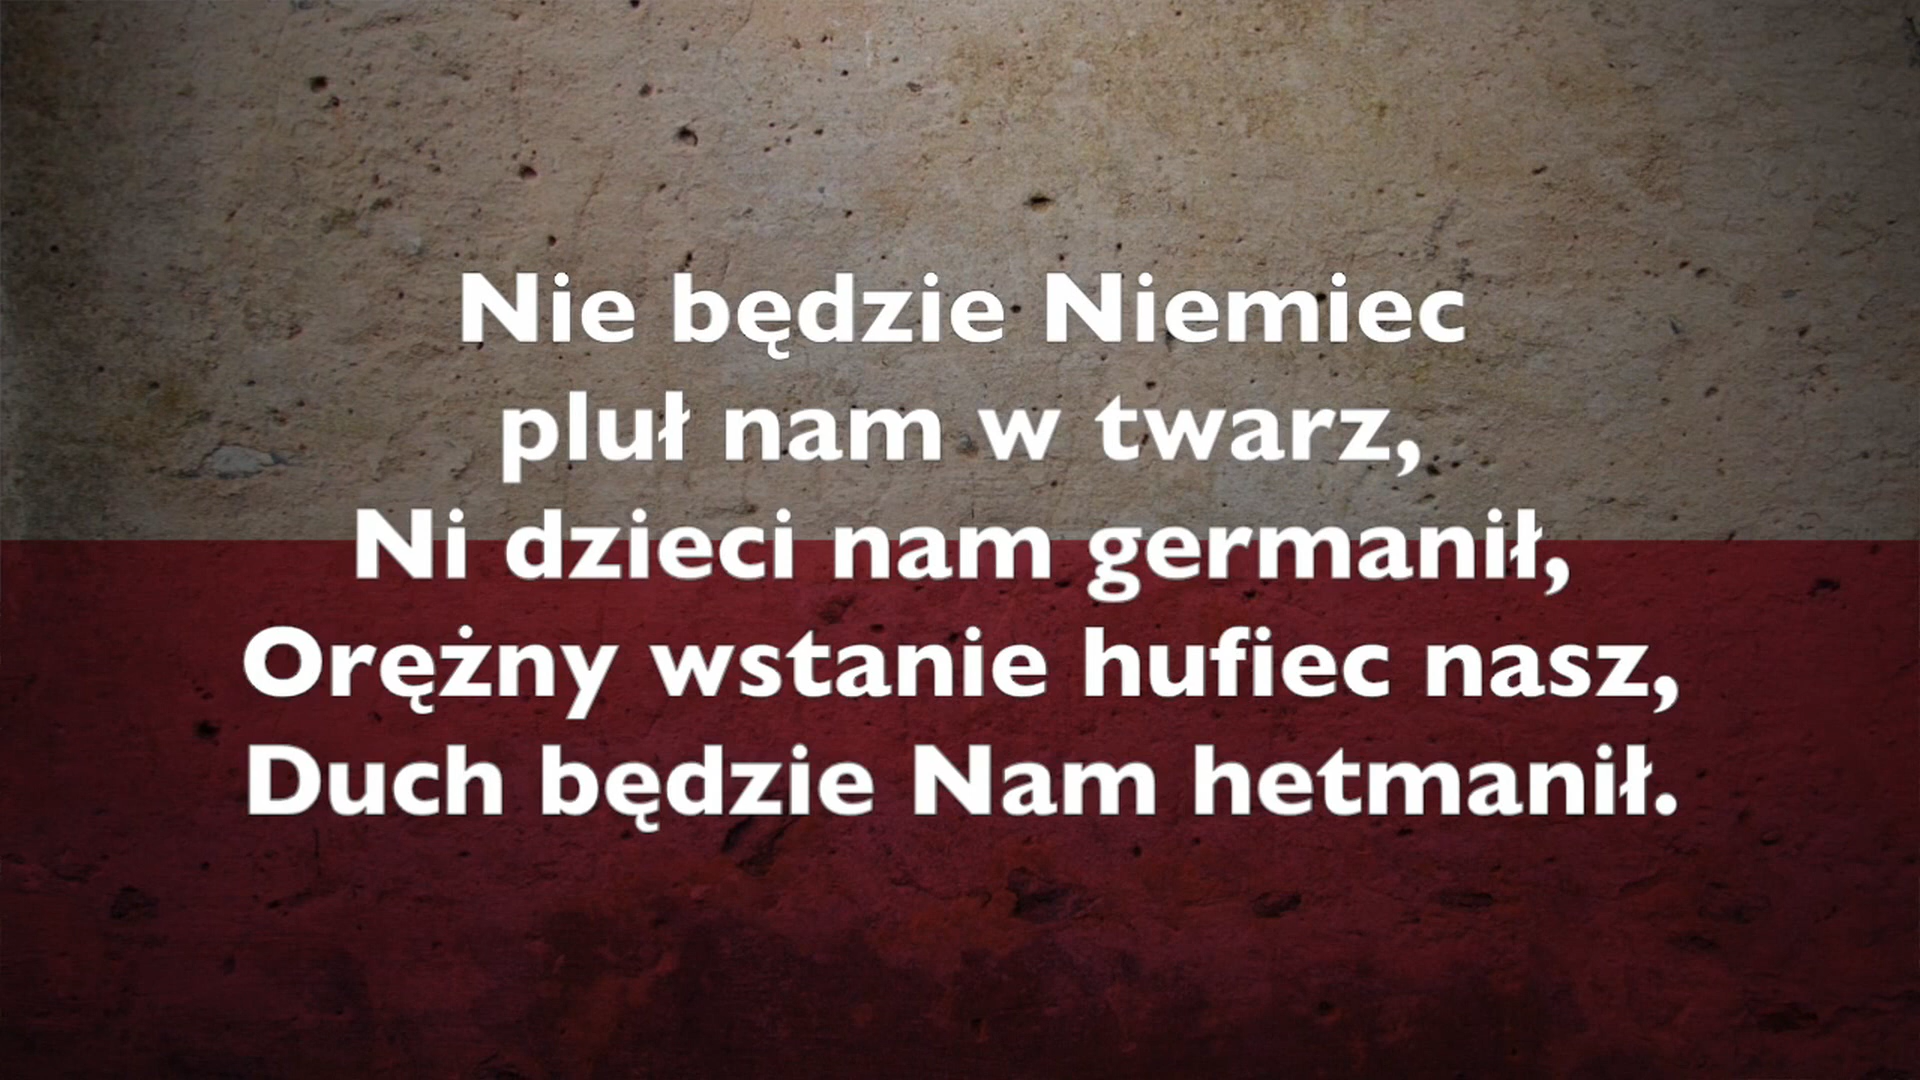 Nie będzie Niemiec
pluł nam w twarz,
Ni dzieci nam germanił,
Orężny wstanie hufiec nasz,
Duch będzie Nam hetmanił.